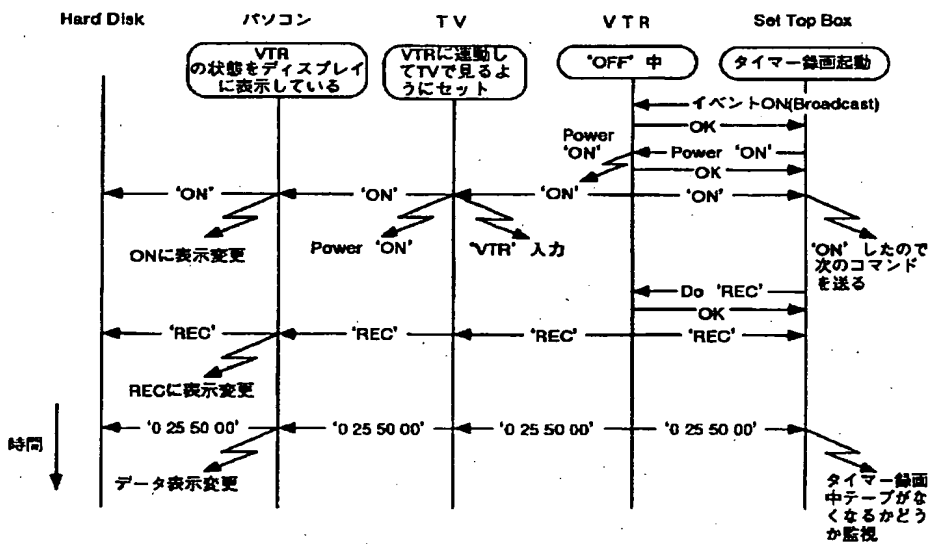 Hard Disk パソコン TV VTR Set Top Box
VTR
の状態をディスプレイ
に表示している
VTRに連動し
てTVで見るよ
うにセット
'OFF' 中
タイマー録画起動
イベントON(Broadcast)
OK
Power
'ON'
Power 'ON'
OK
'ON' 'ON' 'ON' 'ON'
ONに表示変更
Power 'ON'
'VTR' 入力
'ON' したので
次のコマンド
を送る
Do 'REC'
OK
'REC' 'REC' 'REC' 'REC'
RECに表示変更
時間
'0 25 50 00' '0 25 50 00' '0 25 50 00' '0 25 50 00'
データ表示変更
タイマー録画
中テープがな
くなるかどう
か監視